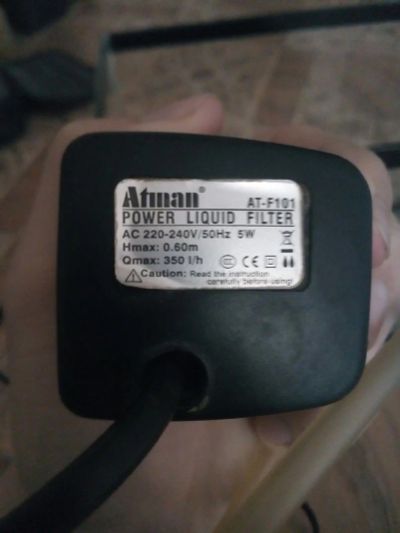 Atman® AT-F101
POWER LIQUID FILTER
AC 220-240V/50Hz 5W
Hmax: 0.60m
Qmax: 350 l/h
Caution: Read the instruction
carefully before using!